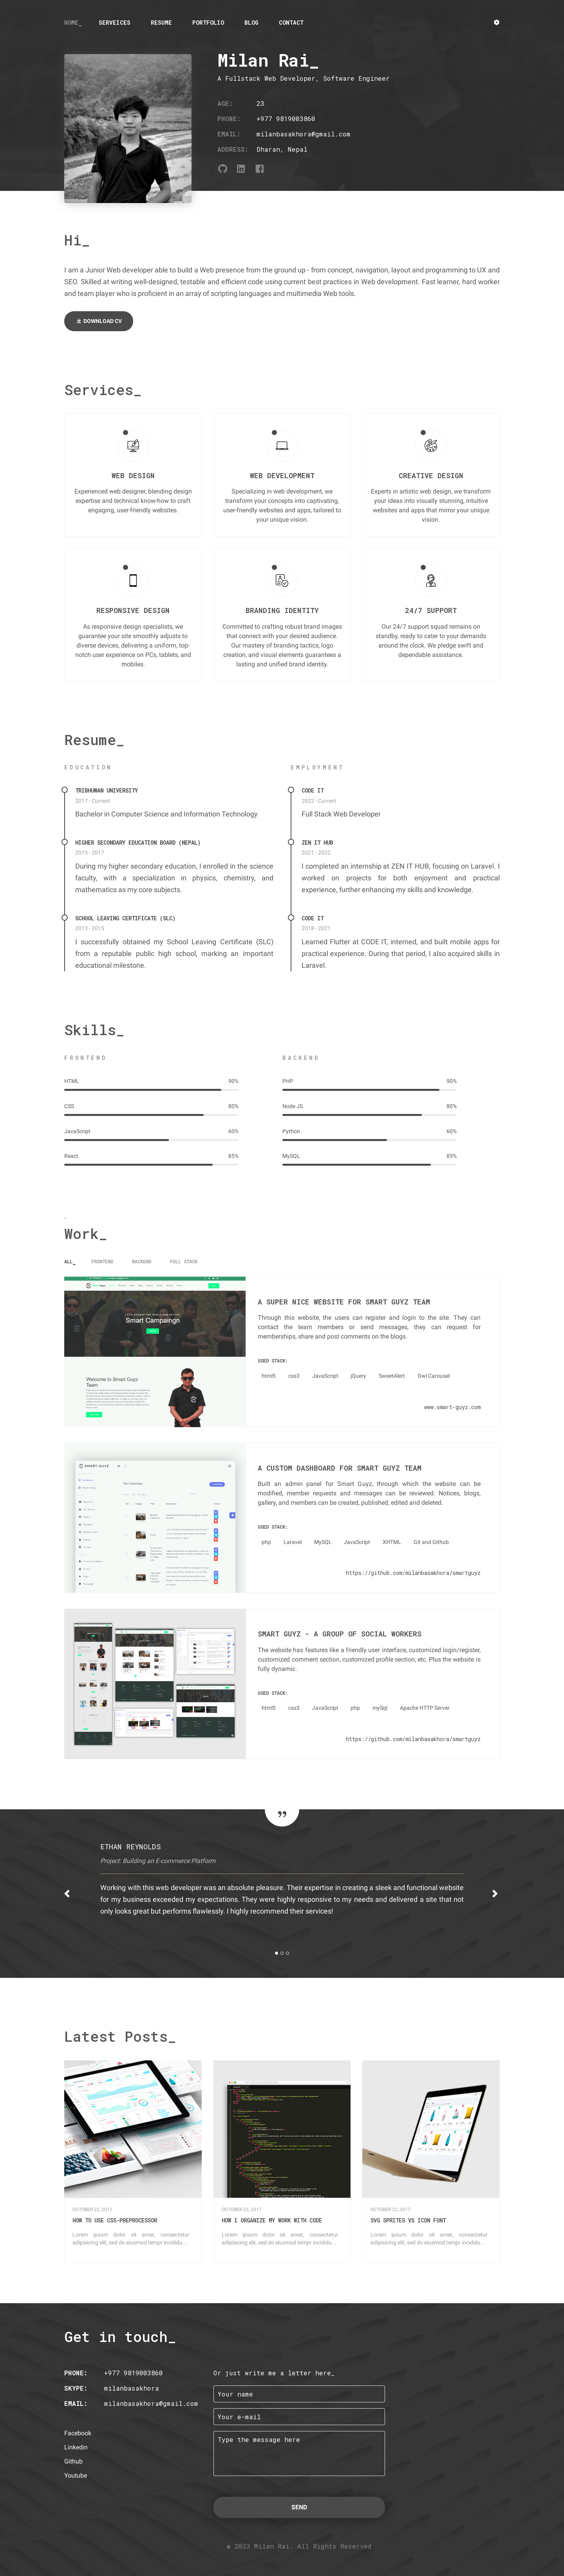 HOME_ SERVEICES RESUME PORTFOLIO BLOG CONTACT
Milan Rai_
A Fullstack Web Developer, Software Engineer
AGE: 23
PHONE: +977 9819003860
EMAIL: milanbasakhora@gmail.com
ADDRESS: Dharan, Nepal
Hi_
I am a Junior Web developer able to build a Web presence from the ground up - from concept, navigation, layout and programming to UX and
SEO. Skilled at writing well-designed, testable and efficient code using current best practices in Web development. Fast learner, hard worker
and team player who is proficient in an array of scripting languages and multimedia Web tools.
DOWNLOAD CV
Services_
WEB DESIGN
Experienced web designer, blending design
expertise and technical know-how to craft
engaging, user-friendly websites.
WEB DEVELOPMENT
Specializing in web development, we
transform your concepts into captivating,
user-friendly websites and apps, tailored to
your unique vision.
CREATIVE DESIGN
Experts in artistic web design, we transform
your ideas into visually stunning, intuitive
websites and apps that mirror your unique
vision.
RESPONSIVE DESIGN
As responsive design specialists, we
guarantee your site smoothly adjusts to
diverse devices, delivering a uniform, top-
notch user experience on PCs, tablets, and
mobiles.
BRANDING IDENTITY
Committed to crafting robust brand images
that connect with your desired audience.
Our mastery of branding tactics, logo
creation, and visual elements guarantees a
lasting and unified brand identity.
24/7 SUPPORT
Our 24/7 support squad remains on
standby, ready to cater to your demands
around the clock. We pledge swift and
dependable assistance.
Resume_
EDUCATION
TRIBHUWAN UNIVERSITY
2017 - Current
Bachelor in Computer Science and Information Technology
HIGHER SECONDARY EDUCATION BOARD (NEPAL)
2015 - 2017
During my higher secondary education, I enrolled in the science
faculty, with a specialization in physics, chemistry, and
mathematics as my core subjects.
SCHOOL LEAVING CERTIFICATE (SLC)
2013 - 2015
I successfully obtained my School Leaving Certificate (SLC)
from a reputable public high school, marking an important
educational milestone.
EMPLOYMENT
CODE IT
2023 - Current
Full Stack Web Developer
ZEN IT HUB
2021 - 2022
I completed an internship at ZEN IT HUB, focusing on Laravel. I
worked on projects for both enjoyment and practical
experience, further enhancing my skills and knowledge.
CODE IT
2018 - 2021
Learned Flutter at CODE IT, interned, and built mobile apps for
practical experience. During that period, I also acquired skills in
Laravel.
Skills_
FRONTEND
HTML 90%
CSS 80%
JavaScript 60%
React 85%
BACKEND
PHP 90%
Node JS 80%
Python 60%
MySQL 85%
Work_
ALL_ FRONTEND BACKEND FULL STACK
Smart Campaingn
Welcome to Smart Guyz
Team
A SUPER NICE WEBSITE FOR SMART GUYZ TEAM
Through this website, the users can register and login to the site. They can
contact the team members or send messages, they can request for
memberships, share and post comments on the blogs.
USED STACK:
html5 css3 JavaScript jQuery SweetAlert Owl Carousel
www.smart-guyz.com
SMART GUYZ
A CUSTOM DASHBOARD FOR SMART GUYZ TEAM
Built an admin panel for Smart Guyz, through which the website can be
modified, member requests and messages can be reviewed. Notices, blogs,
gallery, and members can be created, published, edited and deleted.
USED STACK:
php Laravel MySQL JavaScript XHTML Git and Github
https://github.com/milanbasakhora/smartguyz
SMART GUYZ - A GROUP OF SOCIAL WORKERS
The website has features like a friendly user interface, customized login/register,
customized comment section, customized profile section, etc. Plus the website is
fully dynamic.
USED STACK:
html5 css3 JavaScript php mySql Apache HTTP Server
https://github.com/milanbasakhora/smartguyz
ETHAN REYNOLDS
Project: Building an E-commerce Platform
Working with this web developer was an absolute pleasure. Their expertise in creating a sleek and functional website
for my business exceeded my expectations. They were highly responsive to my needs and delivered a site that not
only looks great but performs flawlessly. I highly recommend their services!
Latest Posts_
OCTOBER 22, 2017
HOW TO USE CSS-PREPROCESSOR
Lorem ipsum dolor sit amet, consectetur
adipisicing elit, sed do eiusmod tempr incididu...
OCTOBER 22, 2017
HOW I ORGANIZE MY WORK WITH CODE
Lorem ipsum dolor sit amet, consectetur
adipisicing elit, sed do eiusmod tempr incididu...
OCTOBER 22, 2017
SVG SPRITES VS ICON FONT
Lorem ipsum dolor sit amet, consectetur
adipisicing elit, sed do eiusmod tempr incididu...
Get in touch_
PHONE: +977 9819003860
SKYPE: milanbasakhora
EMAIL: milanbasakhora@gmail.com
Facebook
Linkedin
Github
Youtube
Or just write me a letter here_
Your name
Your e-mail
Type the message here
SEND
© 2023 Milan Rai. All Rights Reserved